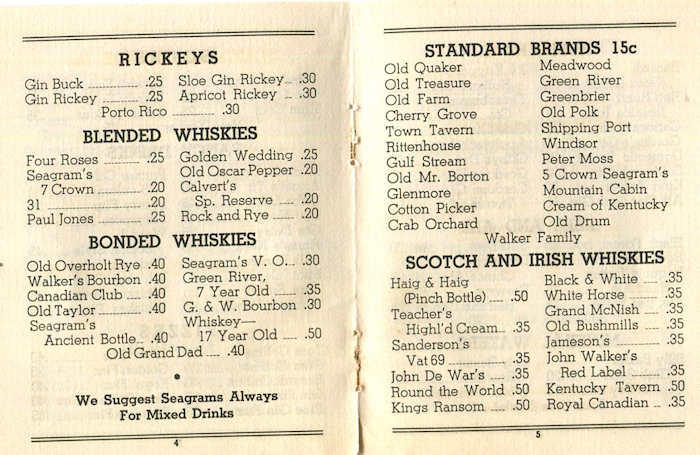 RICKEYS
Gin Buck .25
Gin Rickey .25
Sloe Gin Rickey .30
Apricot Rickey .30
Porto Rico .30
BLENDED WHISKIES
Four Roses .25
Seagram's
7 Crown .20
31 .20
Paul Jones .25
Golden Wedding .25
Old Oscar Pepper .20
Calvert's
Sp. Reserve .20
Rock and Rye .20
BONDED WHISKIES
Old Overholt Rye .40
Walker's Bourbon .40
Canadian Club .40
Old Taylor .40
Seagram's
Ancient Bottle .40
Seagram's V. O. .30
Green River,
7 Year Old .35
G. & W. Bourbon .30
Whiskey—
17 Year Old .50
Old Grand Dad .40
We Suggest Seagrams Always
For Mixed Drinks
4
STANDARD BRANDS 15c
Old Quaker
Old Treasure
Old Farm
Cherry Grove
Town Tavern
Rittenhouse
Gulf Stream
Old Mr. Borton
Glenmore
Cotton Picker
Crab Orchard
Meadwood
Green River
Greenbrier
Old Polk
Shipping Port
Windsor
Peter Moss
5 Crown Seagram's
Mountain Cabin
Cream of Kentucky
Old Drum
Walker Family
SCOTCH AND IRISH WHISKIES
Haig & Haig
(Pinch Bottle) .50
Teacher's
Highl'd Cream .35
Sanderson's
Vat 69 .35
John De War's .35
Round the World .50
Kings Ransom .50
Black & White .35
White Horse .35
Grand McNish .35
Old Bushmills .35
Jameson's .35
John Walker's
Red Label .35
Kentucky Tavern .50
Royal Canadian .35
5